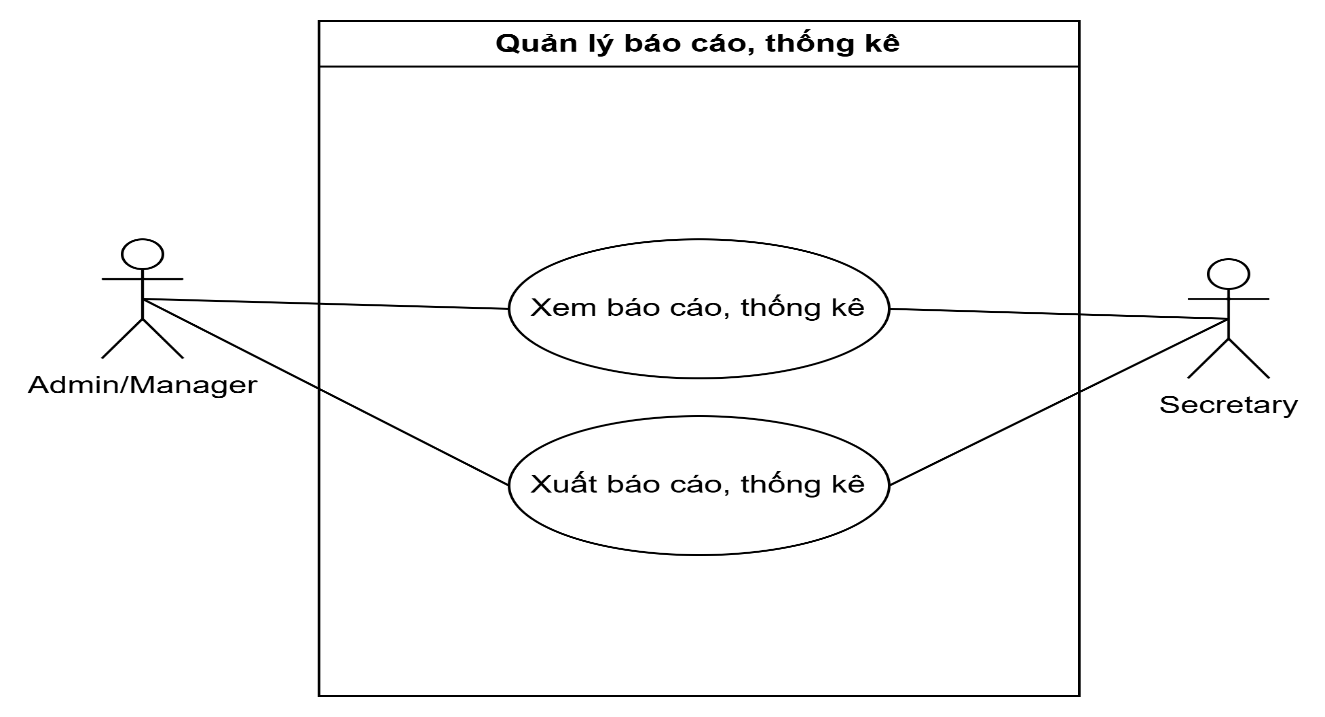 Quản lý báo cáo, thống kê
Xem báo cáo, thống kê
Admin/Manager
Secretary
Xuất báo cáo, thống kê